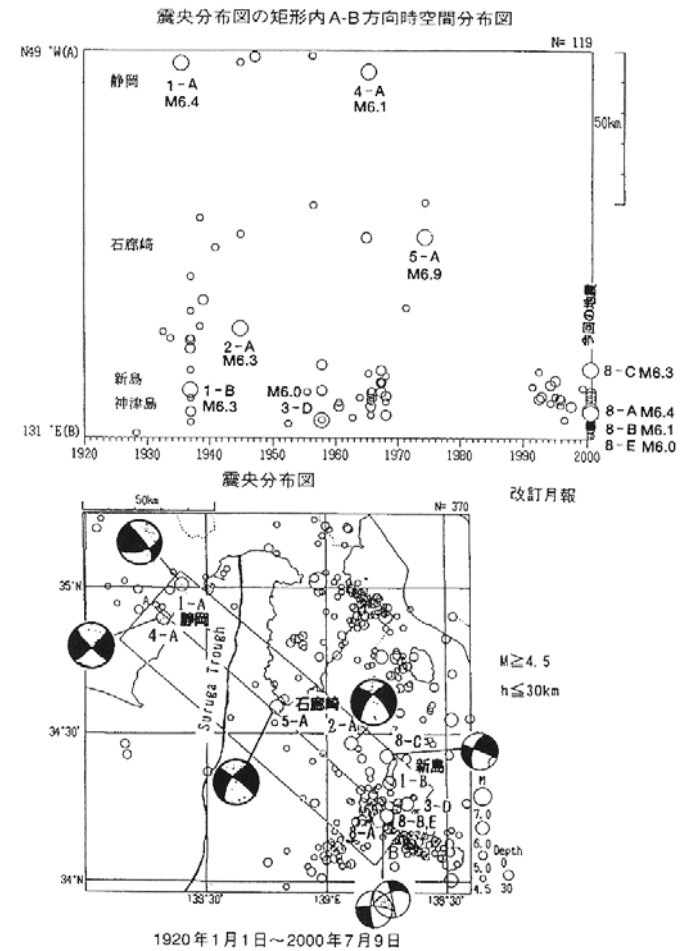 震央分布図の矩形内A-B方向時空間分布図
N49 °W(A)
N= 119
静岡
1-A
M6.4
4-A
M6.1
50km
石廊崎
5-A
M6.9
今回の地震
2-A
M6.3
新島
神津島
1-B
M6.3
M6.0
3-D
8-C M6.3
8-A M6.4
8-B M6.1
8-E M6.0
131 °E(B)
1920 1930 1940 1950 1960 1970 1980 1990 2000
震央分布図
改訂月報
50km
N= 370
35°N
A
1-A
静岡
4-A
Suruga Trough
M≧4.5
h≦30km
石廊崎
5-A
2-A
34°30'
8-C
新島
1-B
3-D
8-B,E
8-A
B
M
7.0
6.0
5.0
4.5
Depth
0
30
34°N
138°30'
139°E
139°30'
1920年1月1日～2000年7月9日